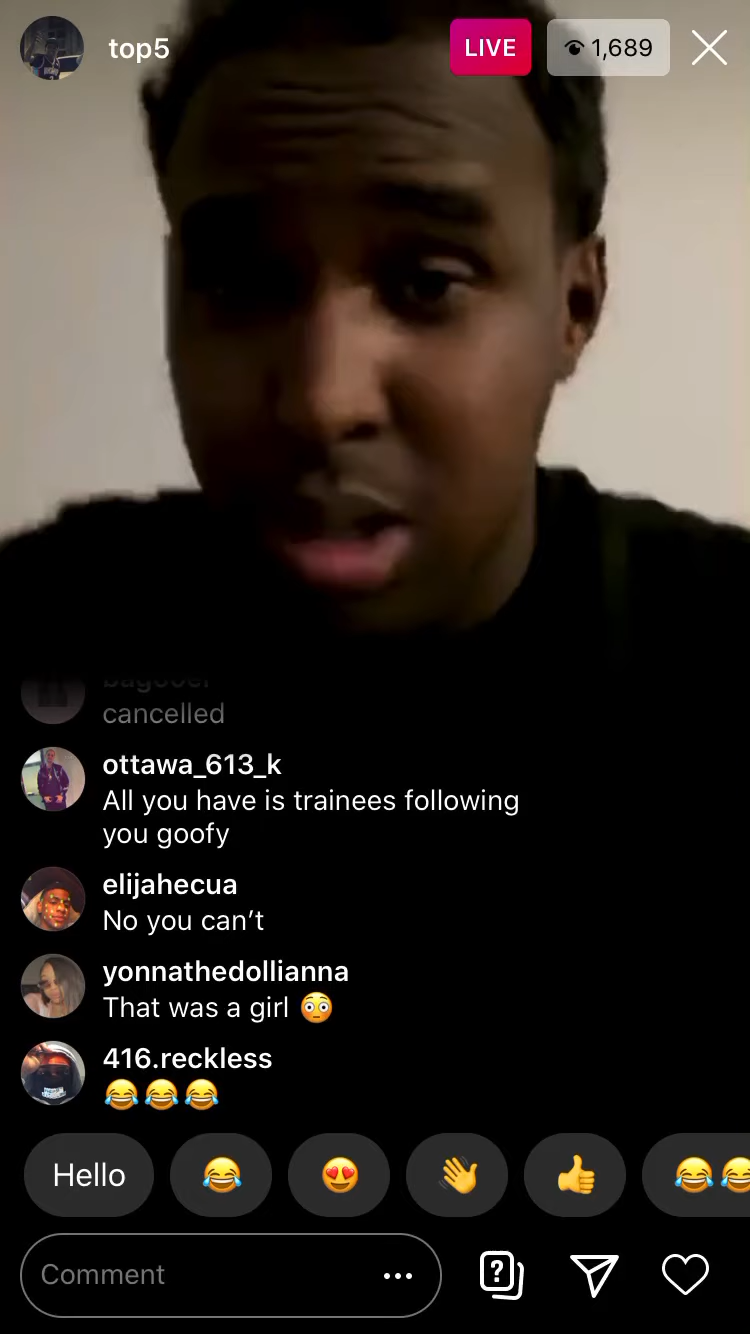 top5
LIVE
1,689
cancelled
ottawa_613_k
All you have is trainees following
you goofy
elijahecua
No you can’t
yonnathedollianna
That was a girl 😳
416.reckless
😂😂😂
Hello 😂 😍 👋 👍 😂😂
Comment